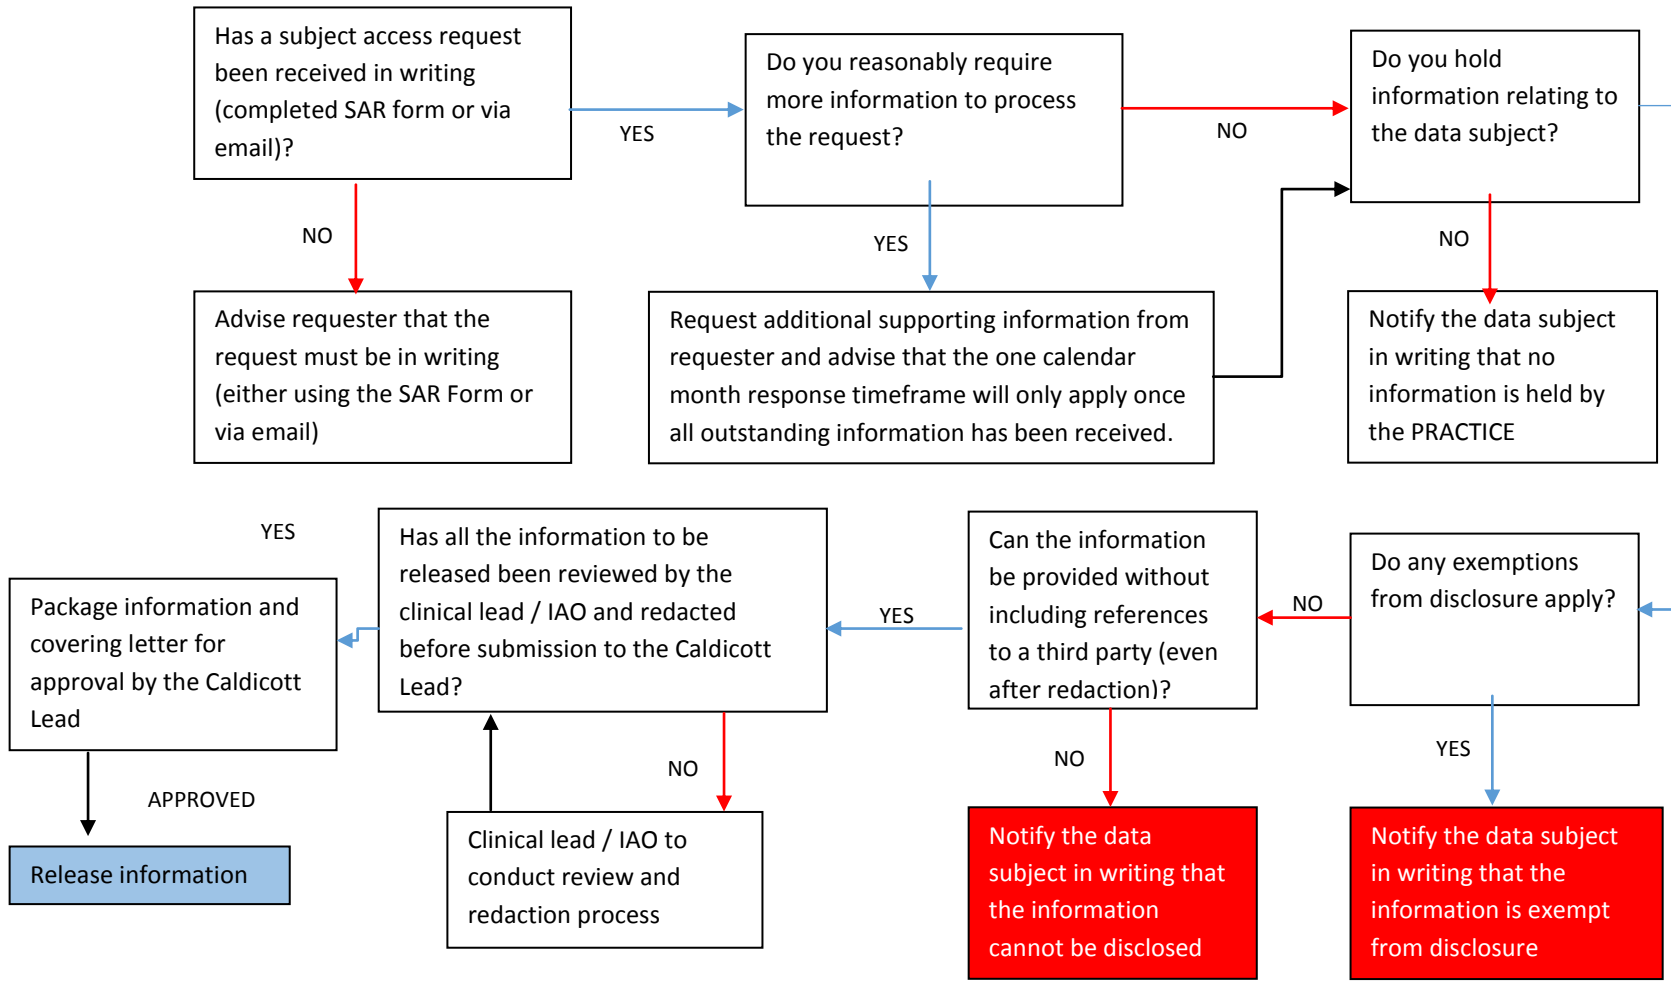 Has a subject access request
been received in writing
(completed SAR form or via
email)?
YES
Do you reasonably require
more information to process
the request?
NO
Do you hold
information relating to
the data subject?
NO
YES
NO
Advise requester that the
request must be in writing
(either using the SAR Form or
via email)
Request additional supporting information from
requester and advise that the one calendar
month response timeframe will only apply once
all outstanding information has been received.
Notify the data subject
in writing that no
information is held by
the PRACTICE
Do any exemptions
from disclosure apply?
NO
Can the information
be provided without
including references
to a third party (even
after redaction)?
YES
Has all the information to be
released been reviewed by the
clinical lead / IAO and redacted
before submission to the Caldicott
Lead?
YES
Package information and
covering letter for
approval by the Caldicott
Lead
YES
NO
NO
APPROVED
Release information
Clinical lead / IAO to
conduct review and
redaction process
Notify the data
subject in writing that
the information
cannot be disclosed
Notify the data subject
in writing that the
information is exempt
from disclosure